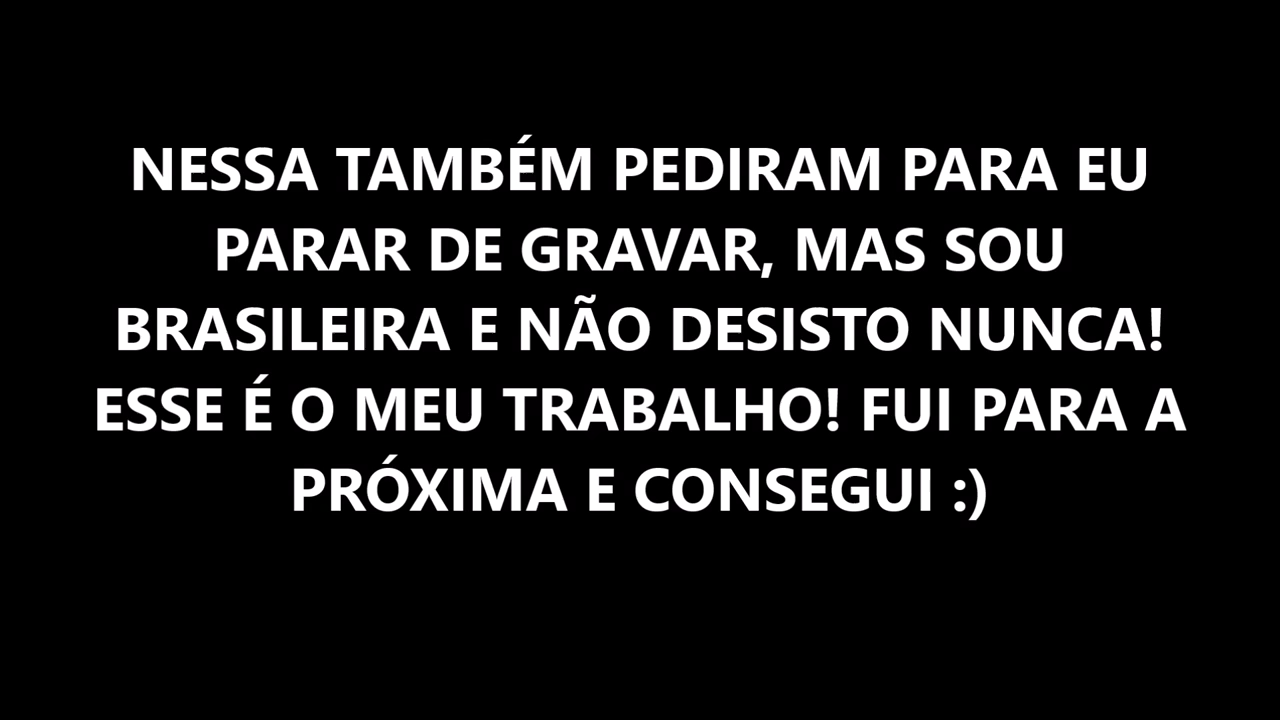 NESSA TAMBÉM PEDIRAM PARA EU
PARAR DE GRAVAR, MAS SOU
BRASILEIRA E NÃO DESISTO NUNCA!
ESSE É O MEU TRABALHO! FUI PARA A
PRÓXIMA E CONSEGUI :)